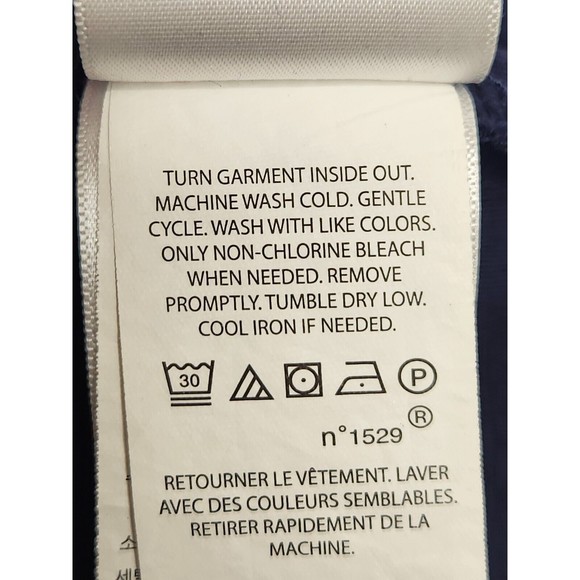 TURN GARMENT INSIDE OUT.
MACHINE WASH COLD. GENTLE
CYCLE. WASH WITH LIKE COLORS.
ONLY NON-CHLORINE BLEACH
WHEN NEEDED. REMOVE
PROMPTLY. TUMBLE DRY LOW.
COOL IRON IF NEEDED.
30 P
n°1529 ®
RETOURNER LE VÊTEMENT. LAVER
AVEC DES COULEURS SEMBLABLES.
RETIRER RAPIDEMENT DE LA
MACHINE.
소